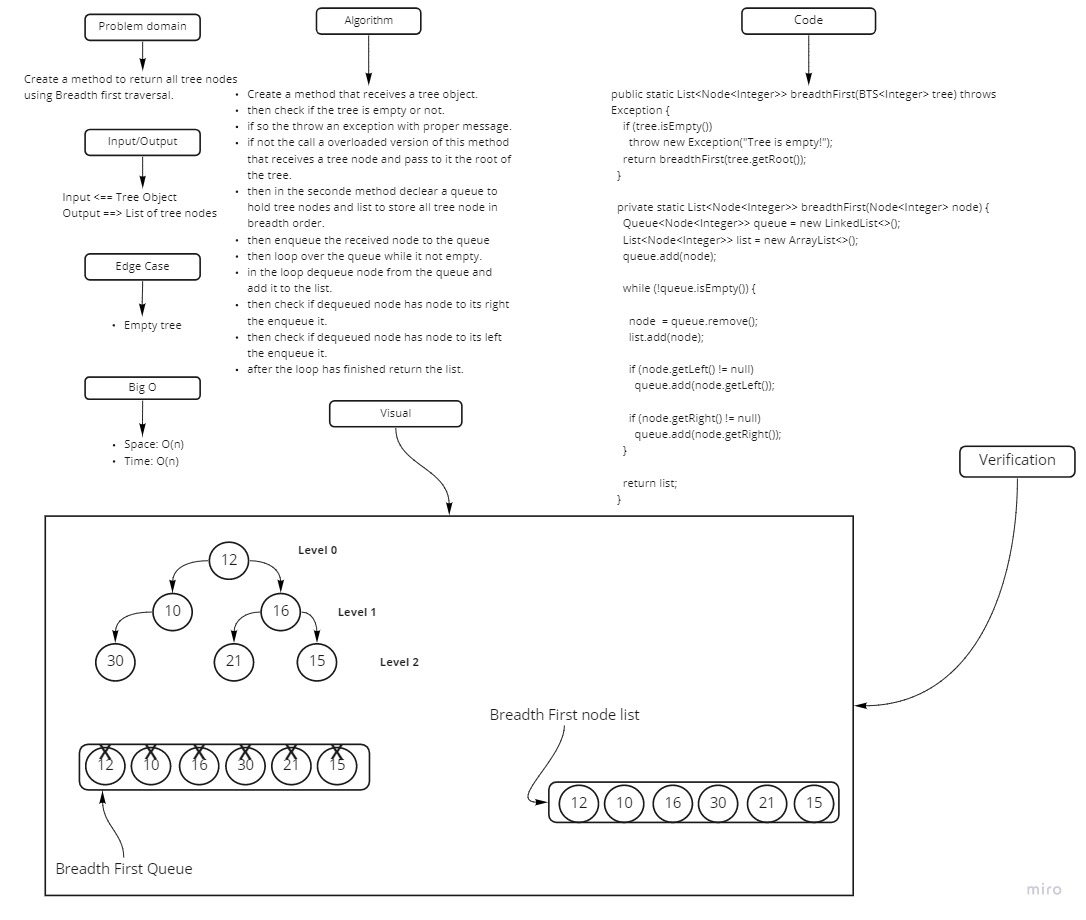 Problem domain
Create a method to return all tree nodes
using Breadth first traversal.
Input/Output
Input <== Tree Object
Output ==> List of tree nodes
Edge Case
• Empty tree
Big O
• Space: O(n)
• Time: O(n)
Algorithm
• Create a method that receives a tree object.
• then check if the tree is empty or not.
• if so the throw an exception with proper message.
• if not the call a overloaded version of this method
that receives a tree node and pass to it the root of
the tree.
• then in the seconde method declear a queue to
hold tree nodes and list to store all tree node in
breadth order.
• then enqueue the received node to the queue
• then loop over the queue while it not empty.
• in the loop dequeue node from the queue and
add it to the list.
• then check if dequeued node has node to its right
the enqueue it.
• then check if dequeued node has node to its left
the enqueue it.
• after the loop has finished return the list.
Code
public static List<Node<Integer>> breadthFirst(BTS<Integer> tree) throws
Exception {
if (tree.isEmpty())
throw new Exception("Tree is empty!");
return breadthFirst(tree.getRoot());
}
private static List<Node<Integer>> breadthFirst(Node<Integer> node) {
Queue<Node<Integer>> queue = new LinkedList<>();
List<Node<Integer>> list = new ArrayList<>();
queue.add(node);
while (!queue.isEmpty()) {
node = queue.remove();
list.add(node);
if (node.getLeft() != null)
queue.add(node.getLeft());
if (node.getRight() != null)
queue.add(node.getRight());
}
return list;
}
Visual
Verification
12 Level 0
10 16 Level 1
30 21 15 Level 2
Breadth First node list
X X X X X X
12 10 16 30 21 15
12 10 16 30 21 15
Breadth First Queue
miro